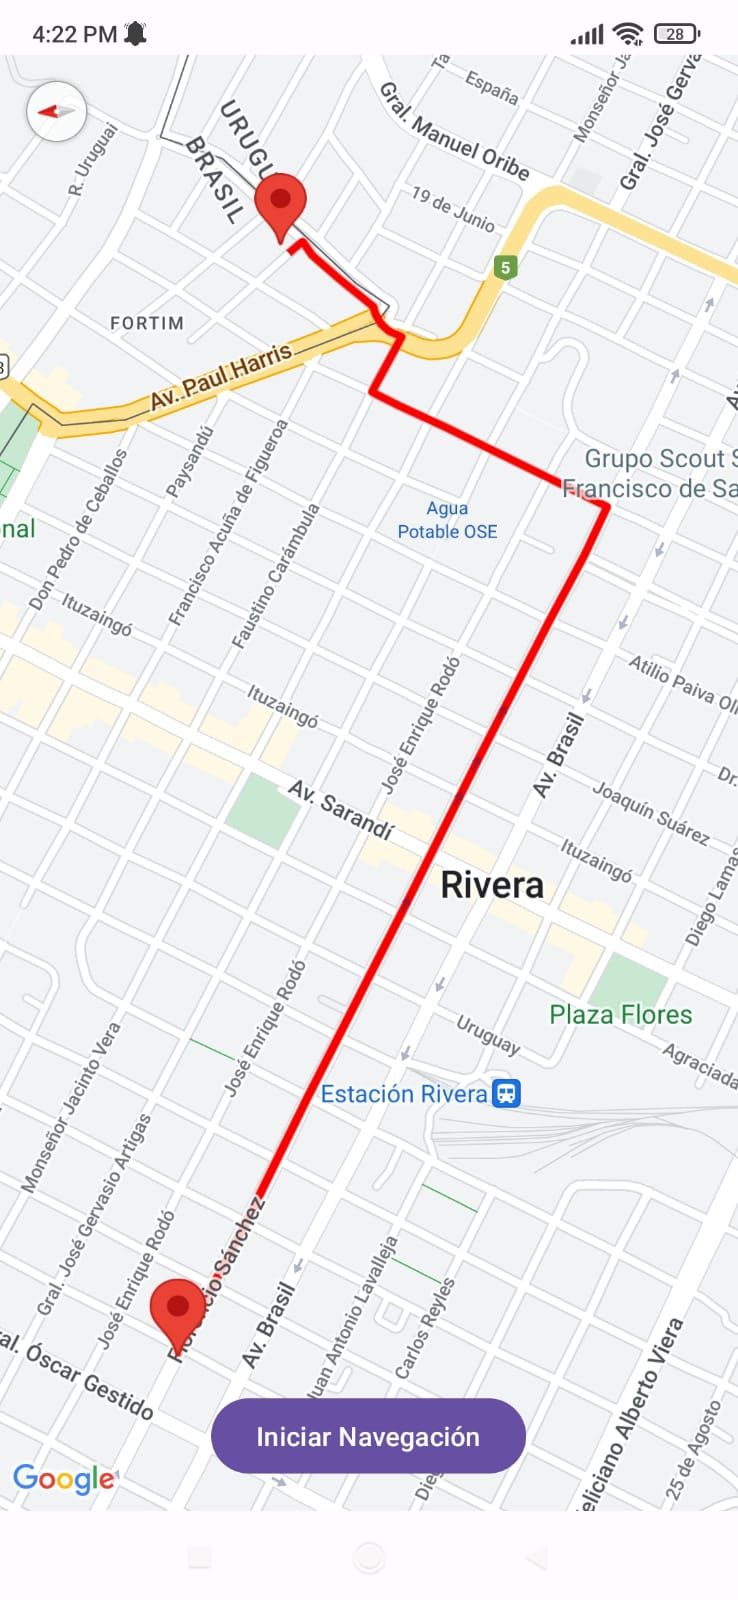 4:22 PM
28
España
Gral. Manuel Oribe
Monseñor Ja
Gral. José Gerva
R. Uruguai
URUGU
BRASIL
19 de Junio
5
FORTIM
Av. Paul Harris
Grupo Scout S
Francisco de Sa
Agua
Potable OSE
nal
Don Pedro de Ceballos
Paysandú
Francisco Acuña de Figueroa
Faustino Carámbula
Ituzaingó
Ituzaingó
José Enrique Rodó
Atilio Paiva Oli
Av. Brasil
Dr.
Joaquín Suárez
Av. Sarandí
Ituzaingó
Rivera
Diego Lamas
José Enrique Rodó
Plaza Flores
Uruguay
Agraciada
Estación Rivera
Monseñor Jacinto Vera
Gral. José Gervasio Artigas
José Enrique Rodó
Florencio Sánchez
Av. Brasil
Juan Antonio Lavalleja
Carlos Reyles
ral. Óscar Gestido
eliciano Alberto Viera
25 de Agosto
Iniciar Navegación
Google